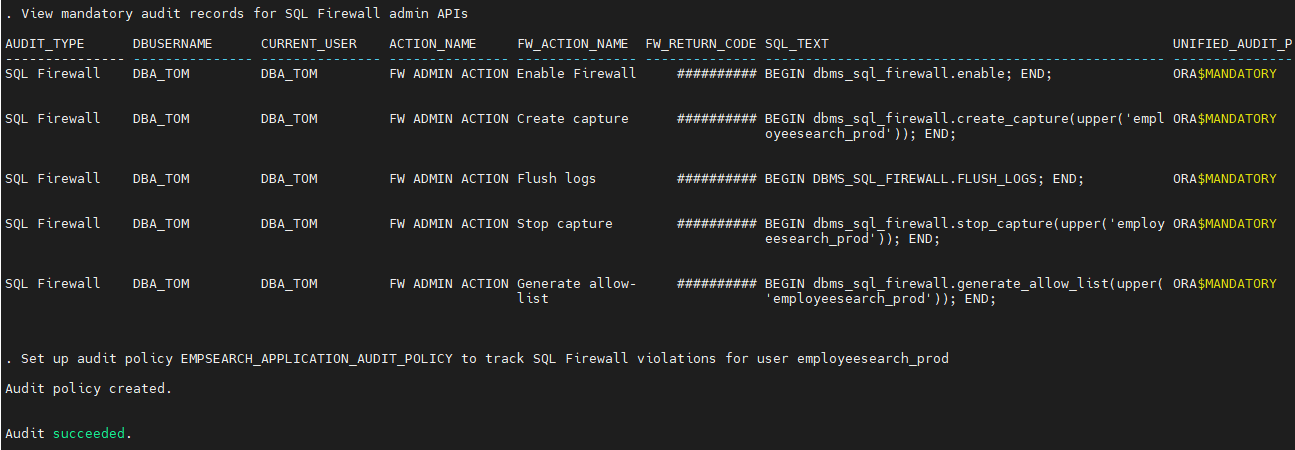 . View mandatory audit records for SQL Firewall admin APIs
AUDIT_TYPE      DBUSERNAME      CURRENT_USER    ACTION_NAME     FW_ACTION_NAME  FW_RETURN_CODE SQL_TEXT                                           UNIFIED_AUDIT_P
--------------- --------------- --------------- --------------- --------------- -------------- -------------------------------------------------- ---------------
SQL Firewall    DBA_TOM         DBA_TOM         FW ADMIN ACTION Enable Firewall     ########## BEGIN dbms_sql_firewall.enable; END;               ORA$MANDATORY
SQL Firewall    DBA_TOM         DBA_TOM         FW ADMIN ACTION Create capture      ########## BEGIN dbms_sql_firewall.create_capture(upper('empl ORA$MANDATORY
oyeesearch_prod')); END;
SQL Firewall    DBA_TOM         DBA_TOM         FW ADMIN ACTION Flush logs          ########## BEGIN DBMS_SQL_FIREWALL.FLUSH_LOGS; END;           ORA$MANDATORY
SQL Firewall    DBA_TOM         DBA_TOM         FW ADMIN ACTION Stop capture        ########## BEGIN dbms_sql_firewall.stop_capture(upper('employ ORA$MANDATORY
eesearch_prod')); END;
SQL Firewall    DBA_TOM         DBA_TOM         FW ADMIN ACTION Generate allow-     ########## BEGIN dbms_sql_firewall.generate_allow_list(upper( ORA$MANDATORY
list                'employeesearch_prod')); END;
. Set up audit policy EMPSEARCH_APPLICATION_AUDIT_POLICY to track SQL Firewall violations for user employeesearch_prod
Audit policy created.
Audit succeeded.